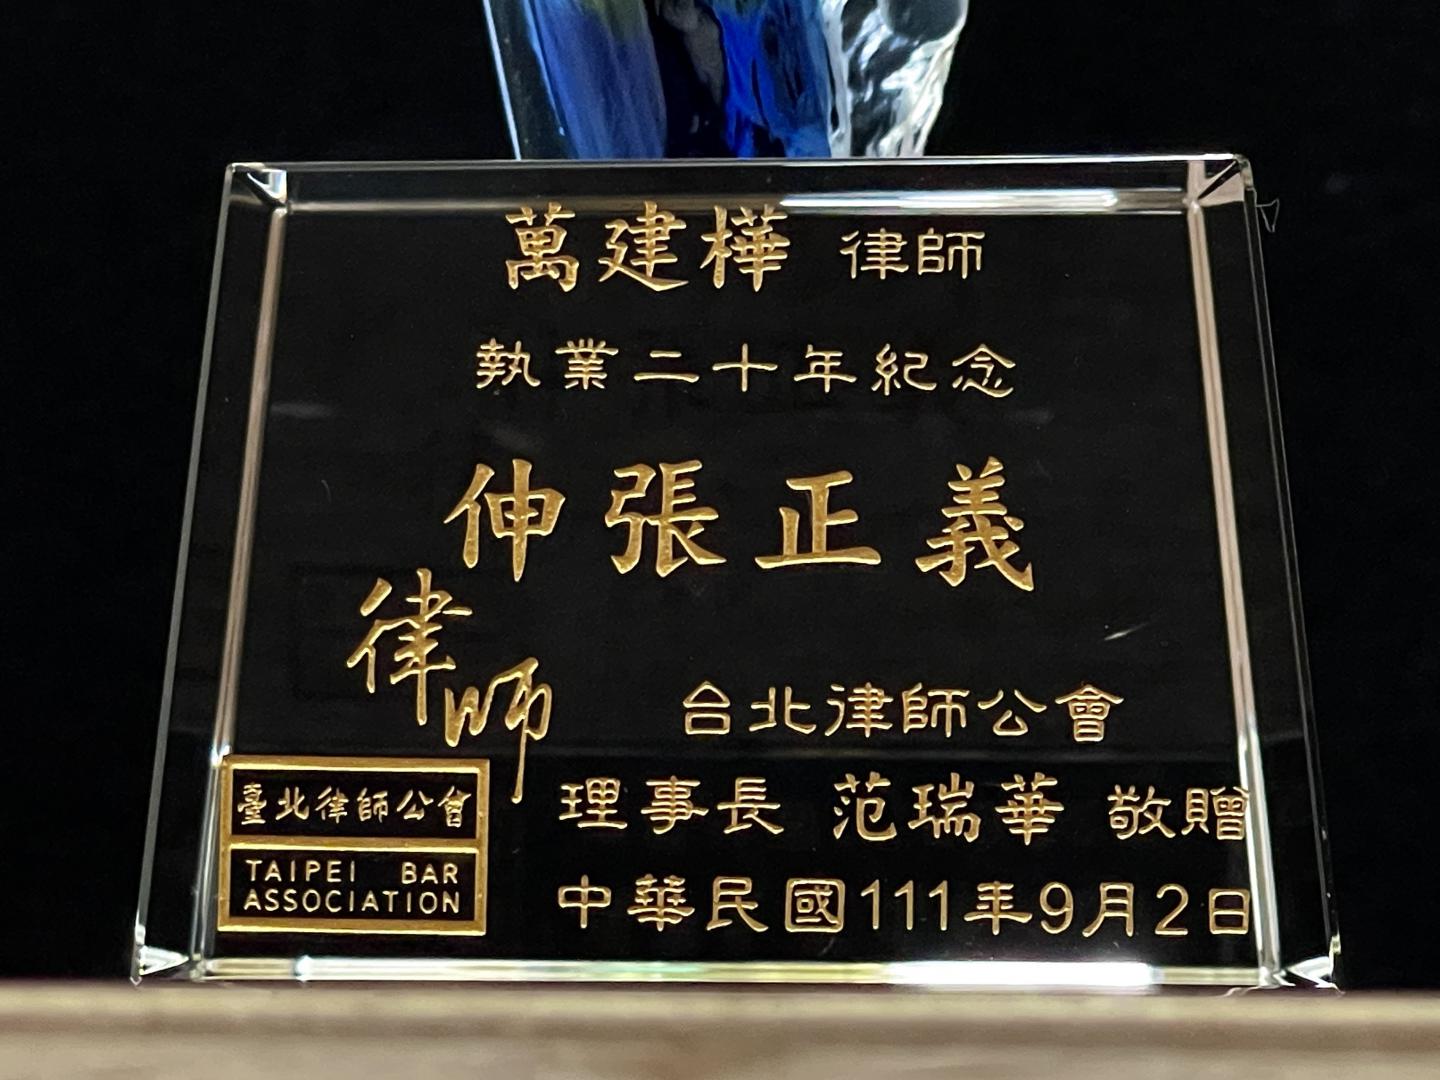 萬建樺 律師
執業二十年紀念
伸張正義
律師
台北律師公會
理事長 范瑞華 敬贈
中華民國111年9月2日
臺北律師公會
TAIPEI BAR
ASSOCIATION